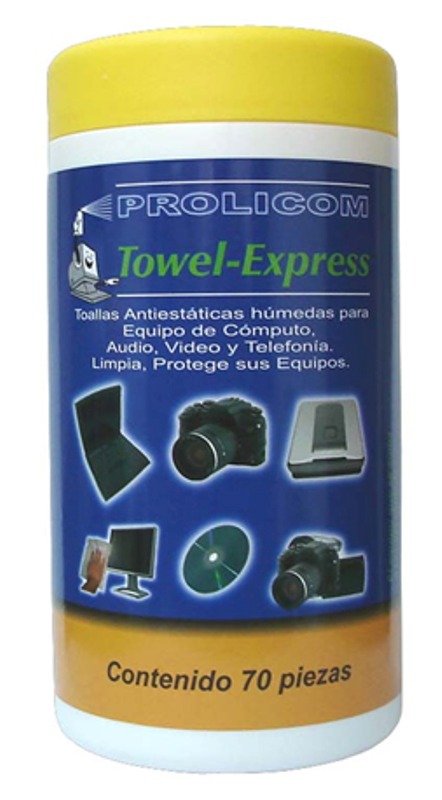 PROLICOM
Towel-Express
Toallas Antiestáticas húmedas para
Equipo de Cómputo,
Audio, Video y Telefonía.
Limpia, Protege sus Equipos.
Contenido 70 piezas